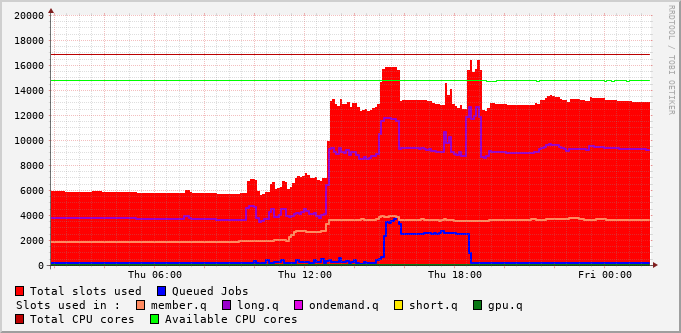 20000
18000
16000
14000
12000
10000
8000
6000
4000
2000
0
Thu 06:00 Thu 12:00 Thu 18:00 Fri 00:00
RRDTOOL / TOBI OETIKER
Total slots used Queued Jobs
Slots used in : member.q long.q ondemand.q short.q gpu.q
Total CPU cores Available CPU cores